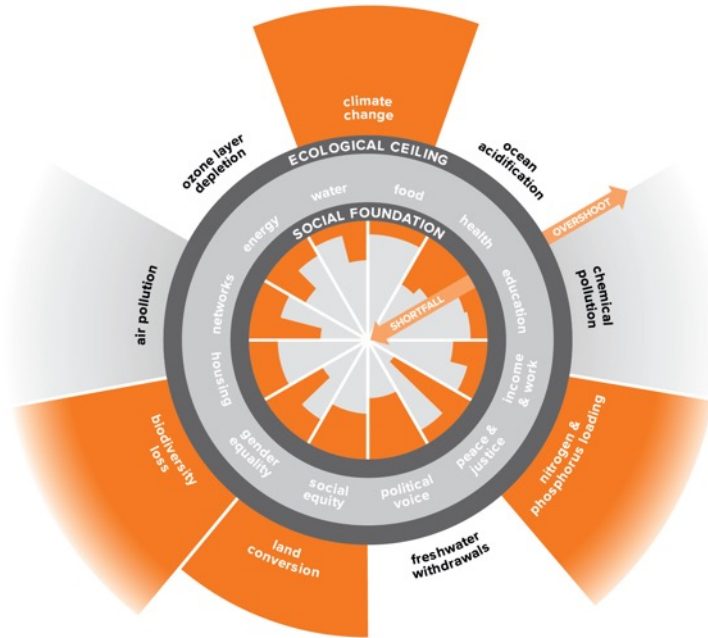 climate
change
ozone layer
depletion
ocean
acidification
ECOLOGICAL CEILING
water
food
energy
health
SOCIAL FOUNDATION
OVERSHOOT
air pollution
networks
SHORTFALL
education
chemical
pollution
housing
income
& work
biodiversity
loss
gender
equality
social
equity
political
voice
peace &
justice
nitrogen &
phosphorus loading
land
conversion
freshwater
withdrawals